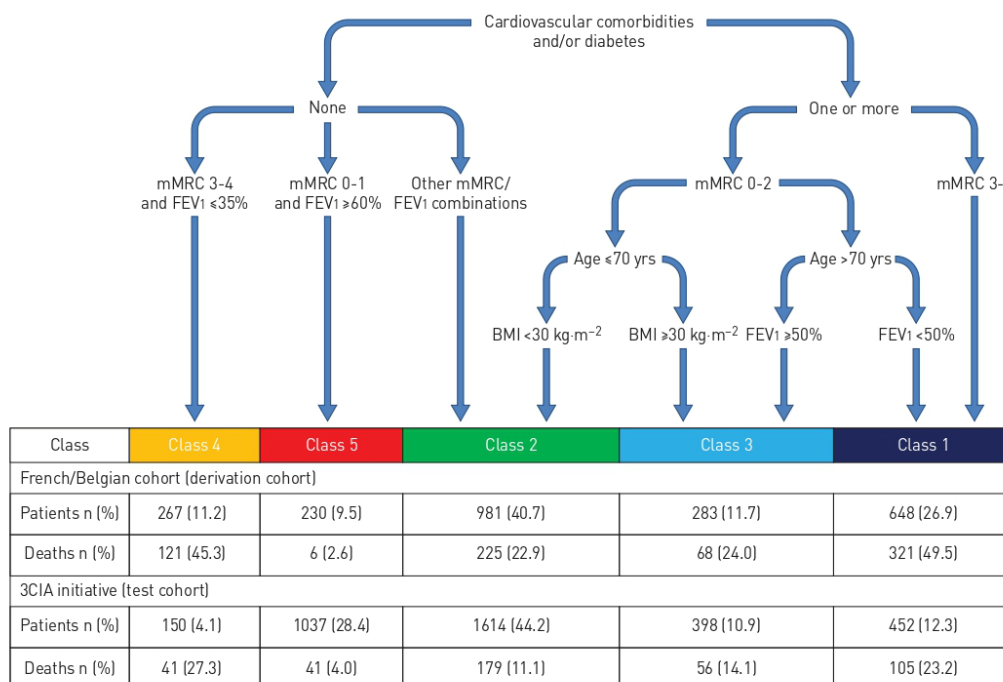 Cardiovascular comorbidities
and/or diabetes
None
One or more
mMRC 3-4
and FEV1 ⩽35%
mMRC 0-1
and FEV1 ⩾60%
Other mMRC/
FEV1 combinations
mMRC 0-2
mMRC 3-
Age ⩽70 yrs
Age >70 yrs
BMI <30 kg·m−2
BMI ⩾30 kg·m−2
FEV1 ⩾50%
FEV1 <50%
Class Class 4 Class 5 Class 2 Class 3 Class 1
French/Belgian cohort (derivation cohort)
Patients n (%) 267 (11.2) 230 (9.5) 981 (40.7) 283 (11.7) 648 (26.9)
Deaths n (%) 121 (45.3) 6 (2.6) 225 (22.9) 68 (24.0) 321 (49.5)
3CIA initiative (test cohort)
Patients n (%) 150 (4.1) 1037 (28.4) 1614 (44.2) 398 (10.9) 452 (12.3)
Deaths n (%) 41 (27.3) 41 (4.0) 179 (11.1) 56 (14.1) 105 (23.2)